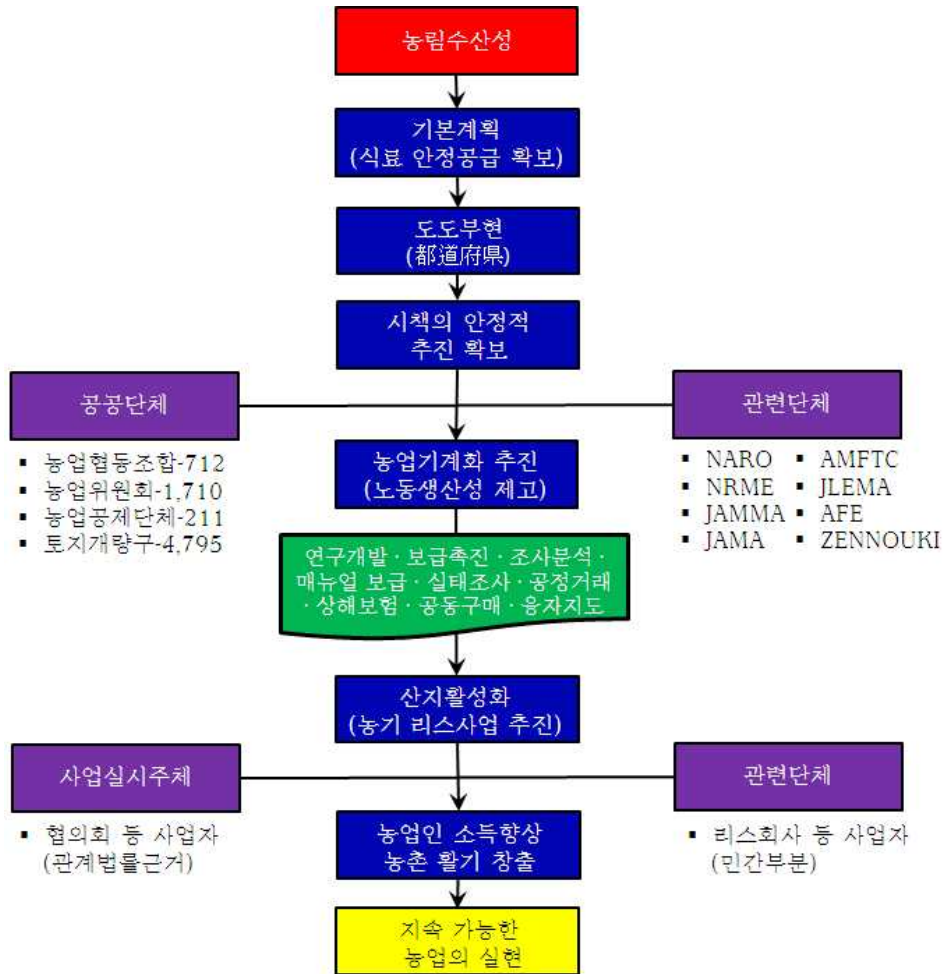 농림수산성
기본계획
(식료 안정공급 확보)
도도부현
(都道府県)
시책의 안정적
추진 확보
공공단체
▪ 농업협동조합-712
▪ 농업위원회-1,710
▪ 농업공제단체-211
▪ 토지개량구-4,795
관련단체
▪ NARO ▪ AMFTC
▪ NRME ▪ JLEMA
▪ JAMMA ▪ AFE
▪ JAMA ▪ ZENNOUKI
농업기계화 추진
(노동생산성 제고)
연구개발 · 보급촉진 · 조사분석 ·
매뉴얼 보급 · 실태조사 · 공정거래
· 상해보험 · 공동구매 · 융자지도
산지활성화
(농기 리스사업 추진)
사업실시주체
▪ 협의회 등 사업자
(관계법률근거)
관련단체
▪ 리스회사 등 사업자
(민간부분)
농업인 소득향상
농촌 활기 창출
지속 가능한
농업의 실현